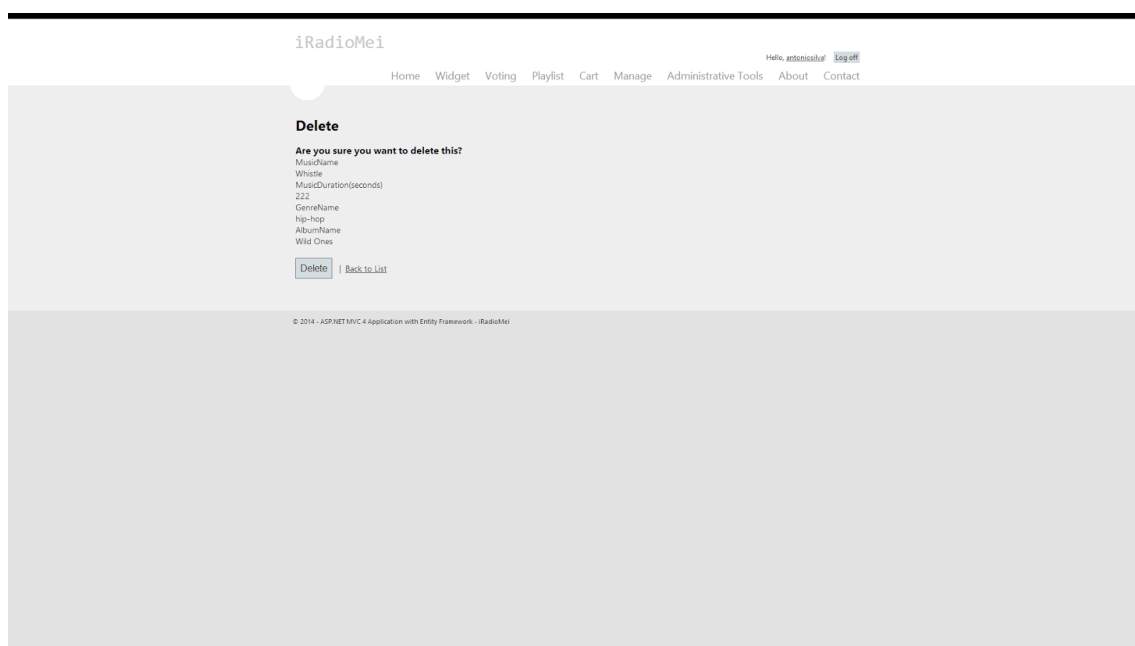 iRadioMei
Hello, antoniosilva! Log off
Home Widget Voting Playlist Cart Manage Administrative Tools About Contact
Delete
Are you sure you want to delete this?
MusicName
Whistle
MusicDuration(seconds)
222
GenreName
hip-hop
AlbumName
Wild Ones
Delete | Back to List
© 2014 - ASP.NET MVC 4 Application with Entity Framework - iRadioMei